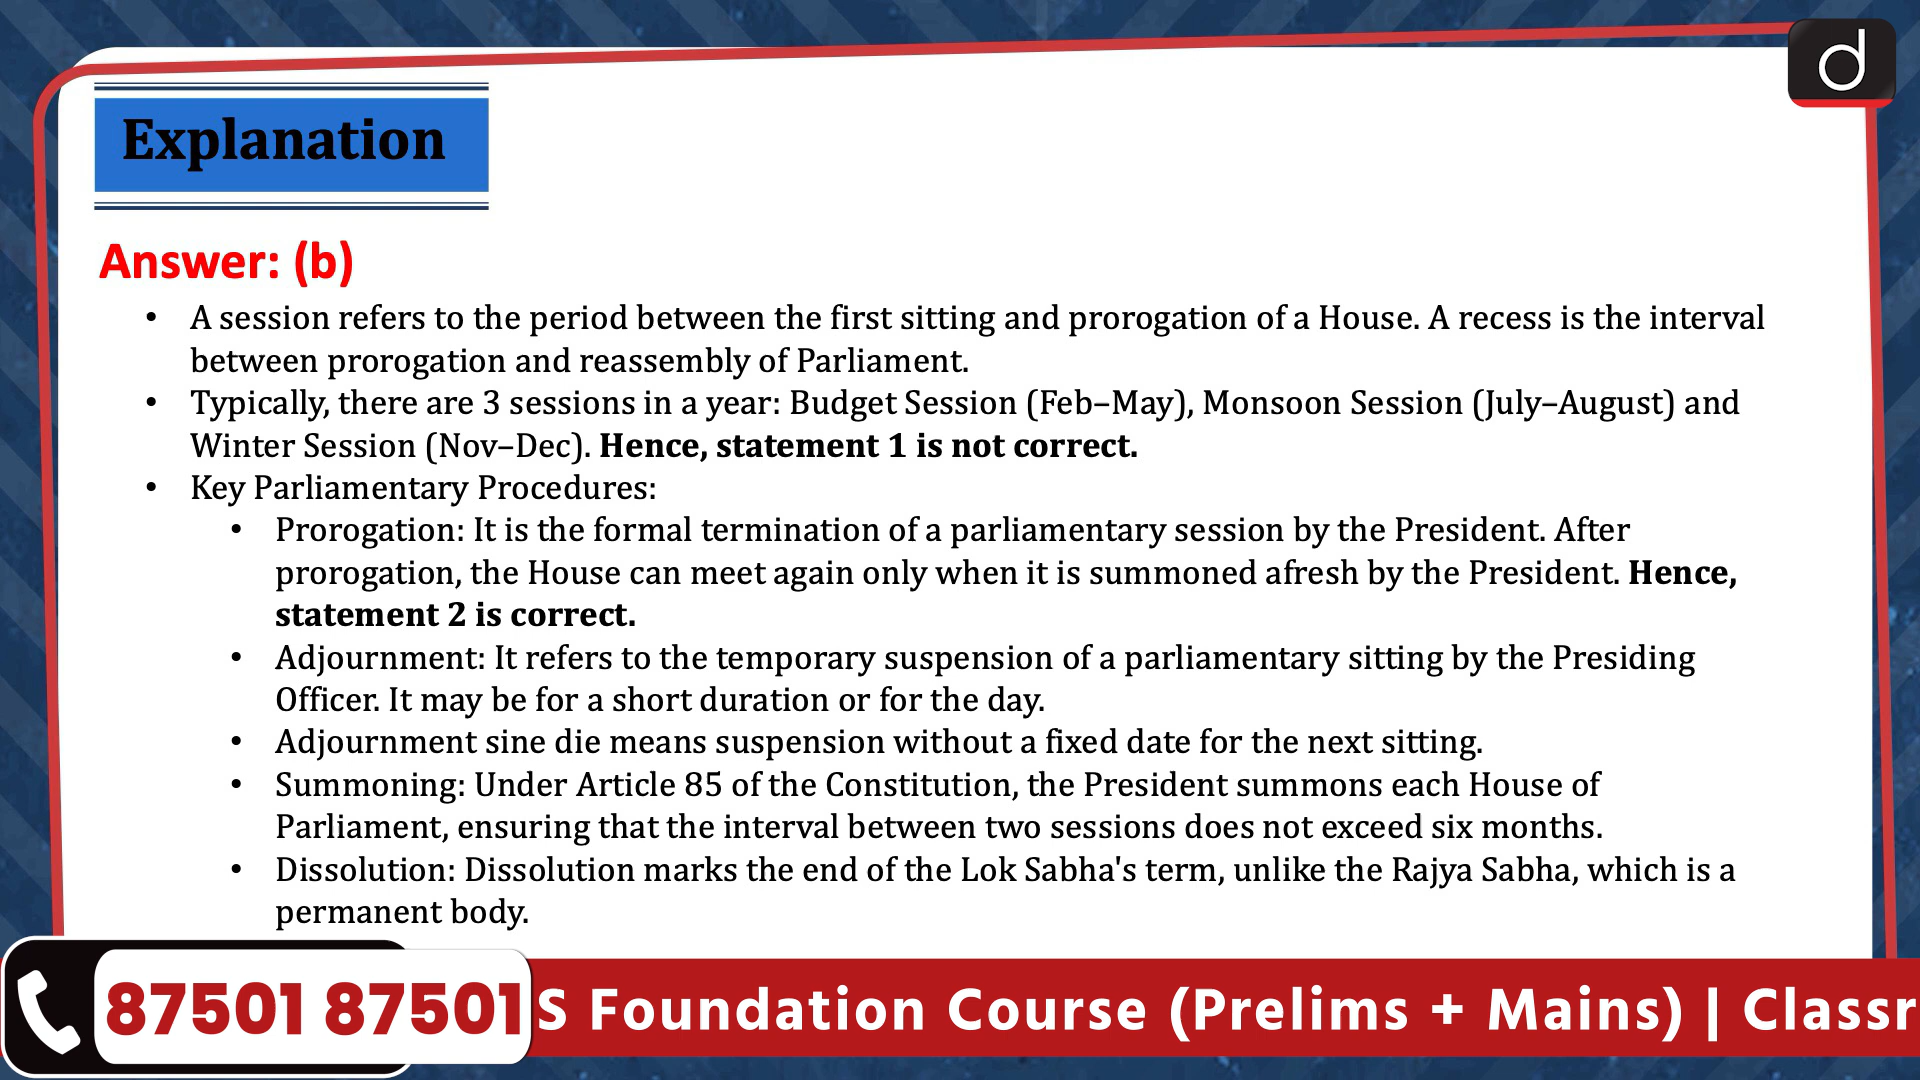 d
Explanation
Answer: (b)
• A session refers to the period between the first sitting and prorogation of a House. A recess is the interval
between prorogation and reassembly of Parliament.
• Typically, there are 3 sessions in a year: Budget Session (Feb–May), Monsoon Session (July–August) and
Winter Session (Nov–Dec). Hence, statement 1 is not correct.
• Key Parliamentary Procedures:
• Prorogation: It is the formal termination of a parliamentary session by the President. After
prorogation, the House can meet again only when it is summoned afresh by the President. Hence,
statement 2 is correct.
• Adjournment: It refers to the temporary suspension of a parliamentary sitting by the Presiding
Officer. It may be for a short duration or for the day.
• Adjournment sine die means suspension without a fixed date for the next sitting.
• Summoning: Under Article 85 of the Constitution, the President summons each House of
Parliament, ensuring that the interval between two sessions does not exceed six months.
• Dissolution: Dissolution marks the end of the Lok Sabha's term, unlike the Rajya Sabha, which is a
permanent body.
87501 87501 S Foundation Course (Prelims + Mains) | Classr